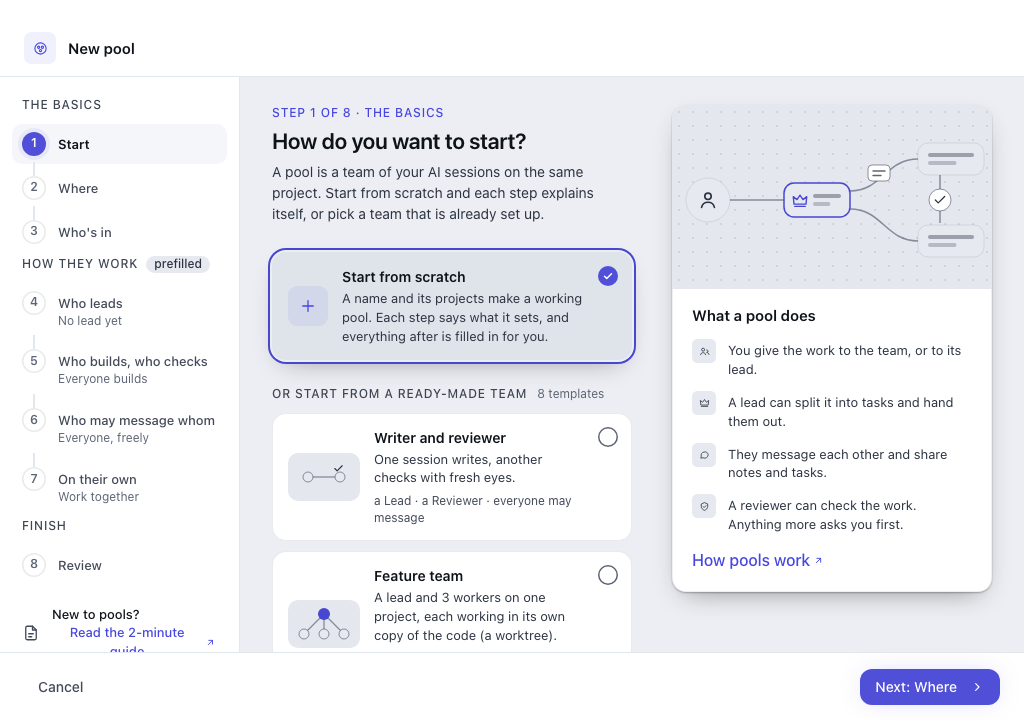 New pool
THE BASICS
1 Start
2 Where
3 Who's in
HOW THEY WORK prefilled
4 Who leads
No lead yet
5 Who builds, who checks
Everyone builds
6 Who may message whom
Everyone, freely
7 On their own
Work together
FINISH
8 Review
New to pools?
Read the 2-minute
guide
STEP 1 OF 8 · THE BASICS
How do you want to start?
A pool is a team of your AI sessions on the same
project. Start from scratch and each step explains
itself, or pick a team that is already set up.
Start from scratch
A name and its projects make a working
pool. Each step says what it sets, and
everything after is filled in for you.
OR START FROM A READY-MADE TEAM 8 templates
Writer and reviewer
One session writes, another
checks with fresh eyes.
a Lead · a Reviewer · everyone may
message
Feature team
A lead and 3 workers on one
project, each working in its own
copy of the code (a worktree).
What a pool does
You give the work to the team, or to its
lead.
A lead can split it into tasks and hand
them out.
They message each other and share
notes and tasks.
A reviewer can check the work.
Anything more asks you first.
How pools work
Cancel
Next: Where